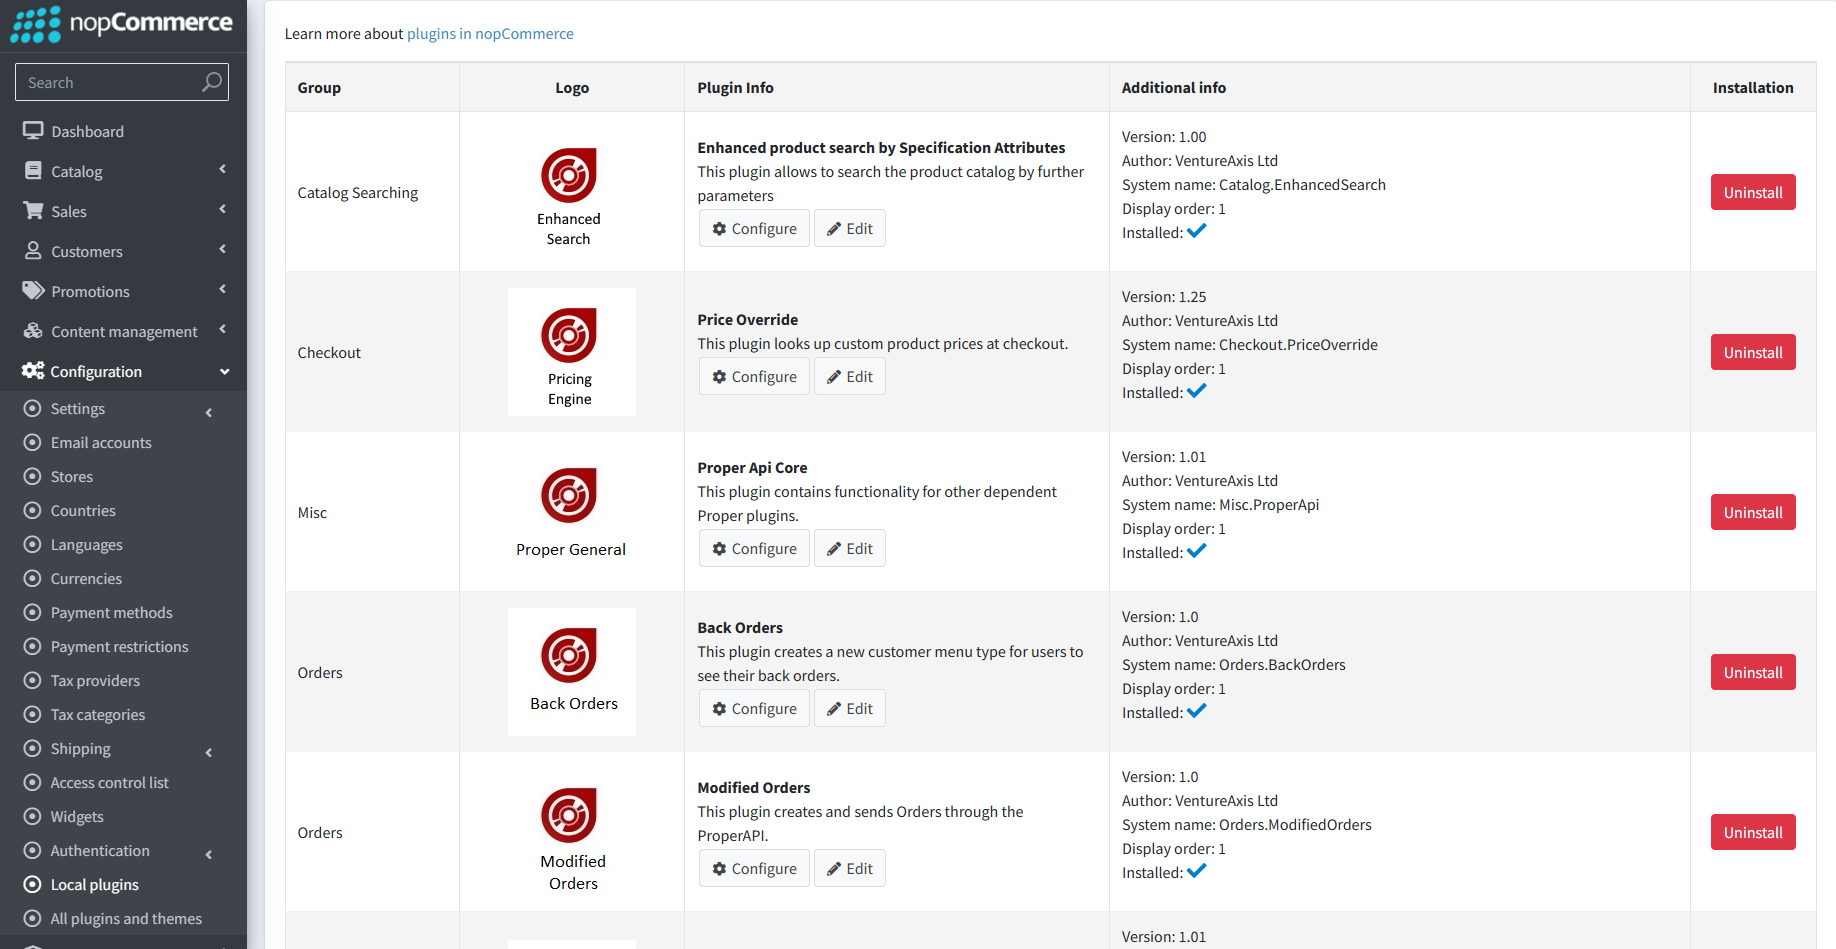 nopCommerce
Search
Dashboard
Catalog
Sales
Customers
Promotions
Content management
Configuration
Settings
Email accounts
Stores
Countries
Languages
Currencies
Payment methods
Payment restrictions
Tax providers
Tax categories
Shipping
Access control list
Widgets
Authentication
Local plugins
All plugins and themes
Learn more about plugins in nopCommerce
Group Logo Plugin Info Additional info Installation
Catalog Searching
Enhanced
Search
Enhanced product search by Specification Attributes
This plugin allows to search the product catalog by further
parameters
Configure Edit
Version: 1.00
Author: VentureAxis Ltd
System name: Catalog.EnhancedSearch
Display order: 1
Installed:
Uninstall
Checkout
Pricing
Engine
Price Override
This plugin looks up custom product prices at checkout.
Configure Edit
Version: 1.25
Author: VentureAxis Ltd
System name: Checkout.PriceOverride
Display order: 1
Installed:
Uninstall
Misc
Proper General
Proper Api Core
This plugin contains functionality for other dependent
Proper plugins.
Configure Edit
Version: 1.01
Author: VentureAxis Ltd
System name: Misc.ProperApi
Display order: 1
Installed:
Uninstall
Orders
Back Orders
Back Orders
This plugin creates a new customer menu type for users to
see their back orders.
Configure Edit
Version: 1.0
Author: VentureAxis Ltd
System name: Orders.BackOrders
Display order: 1
Installed:
Uninstall
Orders
Modified
Orders
Modified Orders
This plugin creates and sends Orders through the
ProperAPI.
Configure Edit
Version: 1.0
Author: VentureAxis Ltd
System name: Orders.ModifiedOrders
Display order: 1
Installed:
Uninstall
Version: 1.01